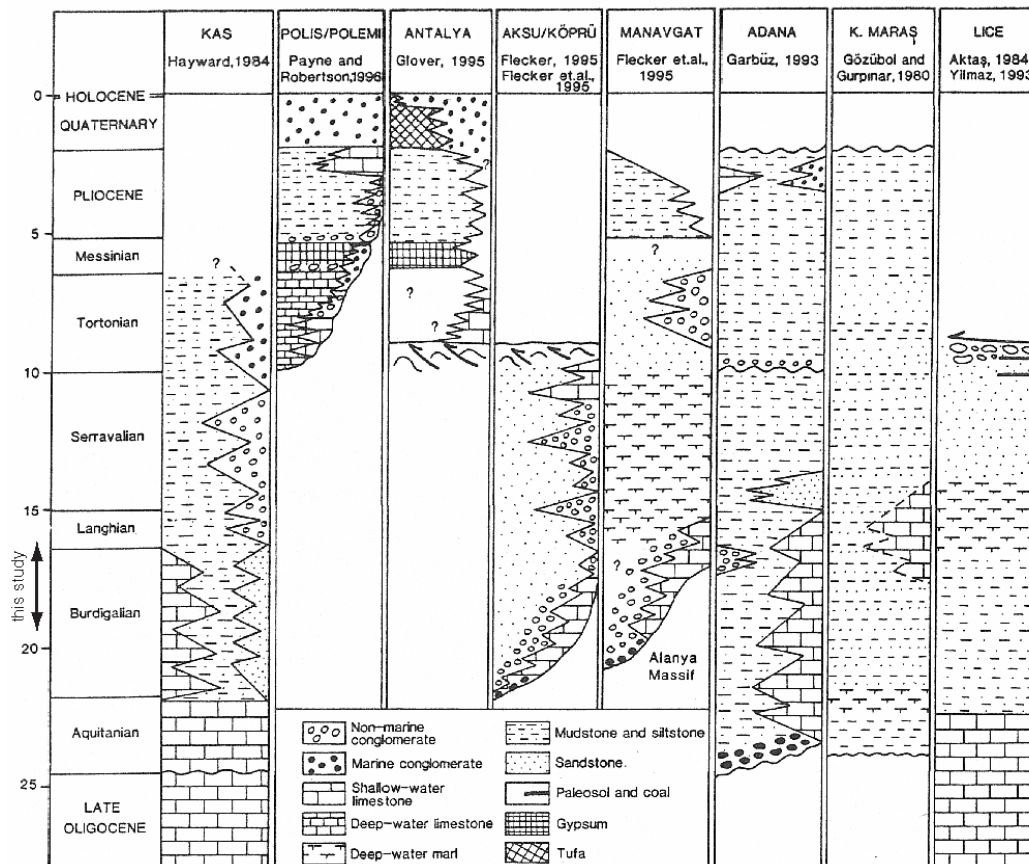 KAS
Hayward, 1984
POLIS/POLEMI
Payne and
Robertson, 1996
ANTALYA
Glover, 1995
AKSU/KÖPRÜ
Flecker, 1995
Flecker et.al.,
1995
MANAVGAT
Flecker et.al.,
1995
ADANA
Garbüz, 1993
K. MARAŞ
Gözübol and
Gurpınar, 1980
LICE
Aktaş, 1984
Yilmaz, 1993
0
HOLOCENE
QUATERNARY
?
PLIOCENE
5
Messinian
?
?
?
Tortonian
?
10
Serravalian
15
Langhian
this study
?
Burdigalian
20
Alanya
Massif
Aquitanian
25
LATE
OLIGOCENE
Non-marine
conglomerate
Marine conglomerate
Shallow-water
limestone
Deep-water limestone
Deep-water marl
Mudstone and siltstone
Sandstone.
Paleosol and coal
Gypsum
Tufa